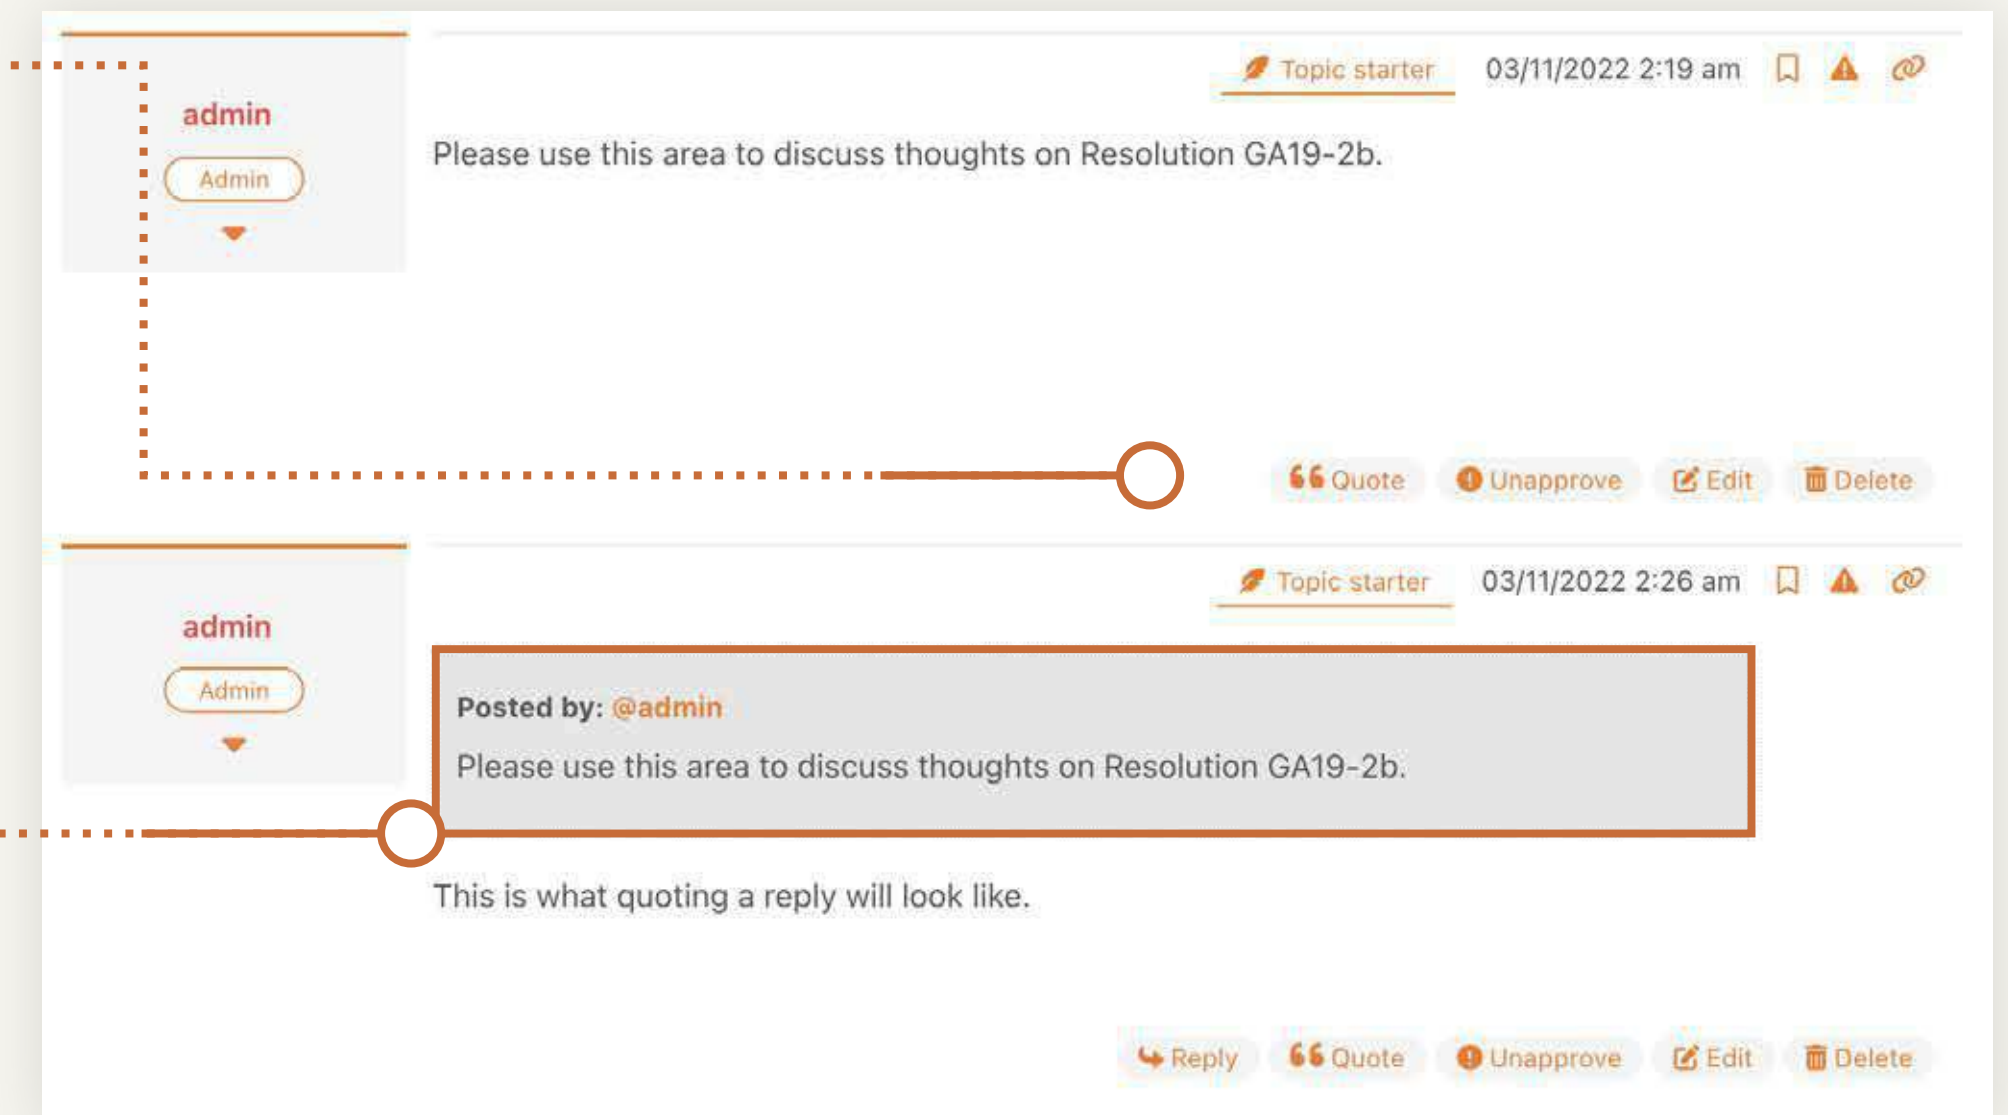 Topic starter 03/11/2022 2:19 am
admin
Admin
Please use this area to discuss thoughts on Resolution GA19-2b.
Quote Unapprove Edit Delete
Topic starter 03/11/2022 2:26 am
admin
Admin
Posted by: @admin
Please use this area to discuss thoughts on Resolution GA19-2b.
This is what quoting a reply will look like.
Reply Quote Unapprove Edit Delete